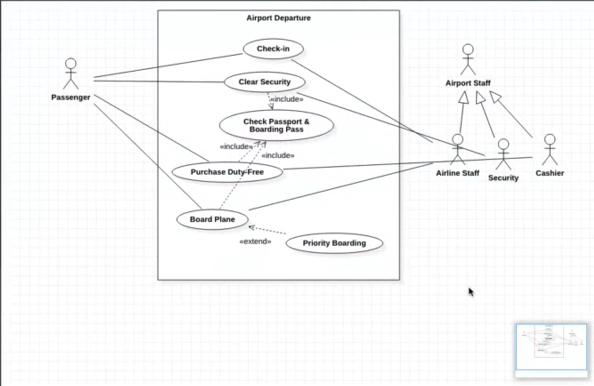 Airport Departure
Check-in
Clear Security
«include»
Check Passport &
Boarding Pass
«include»
«include»
Purchase Duty-Free
Board Plane
«extend»
Priority Boarding
Passenger
Airport Staff
Airline Staff
Security
Cashier